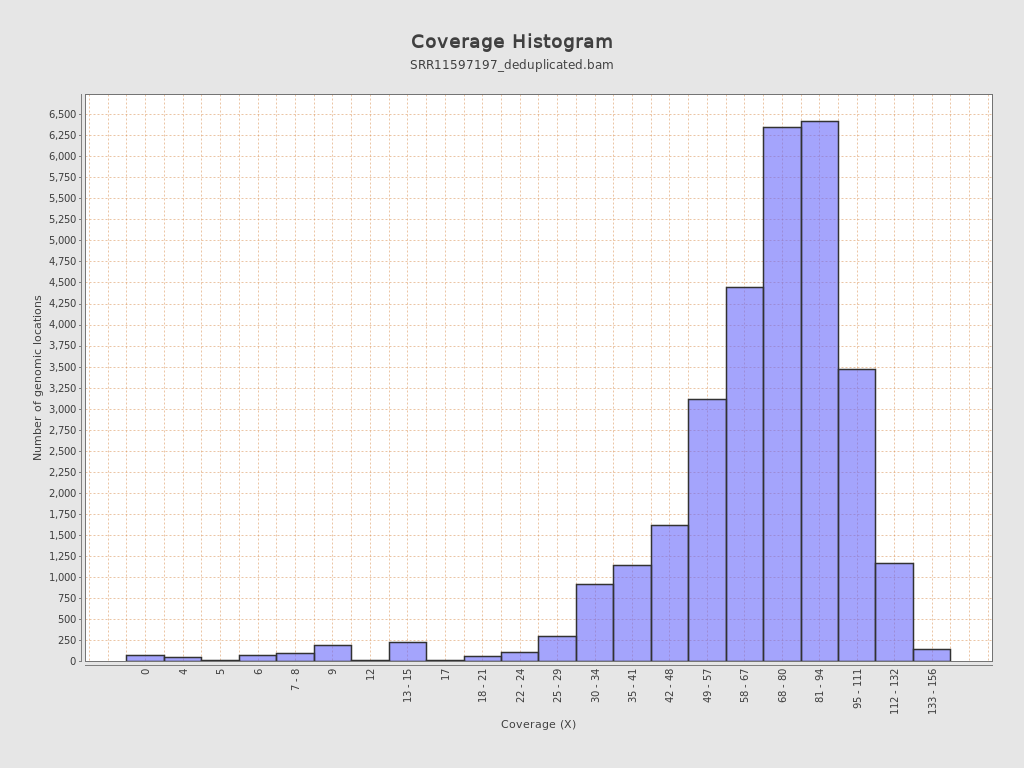 Coverage Histogram
SRR11597197_deduplicated.bam
Number of genomic locations
6,500
6,250
6,000
5,750
5,500
5,250
5,000
4,750
4,500
4,250
4,000
3,750
3,500
3,250
3,000
2,750
2,500
2,250
2,000
1,750
1,500
1,250
1,000
750
500
250
0
0
4
5
6
7 - 8
9
12
13 - 15
17
18 - 21
22 - 24
25 - 29
30 - 34
35 - 41
42 - 48
49 - 57
58 - 67
68 - 80
81 - 94
95 - 111
112 - 132
133 - 156
Coverage (X)